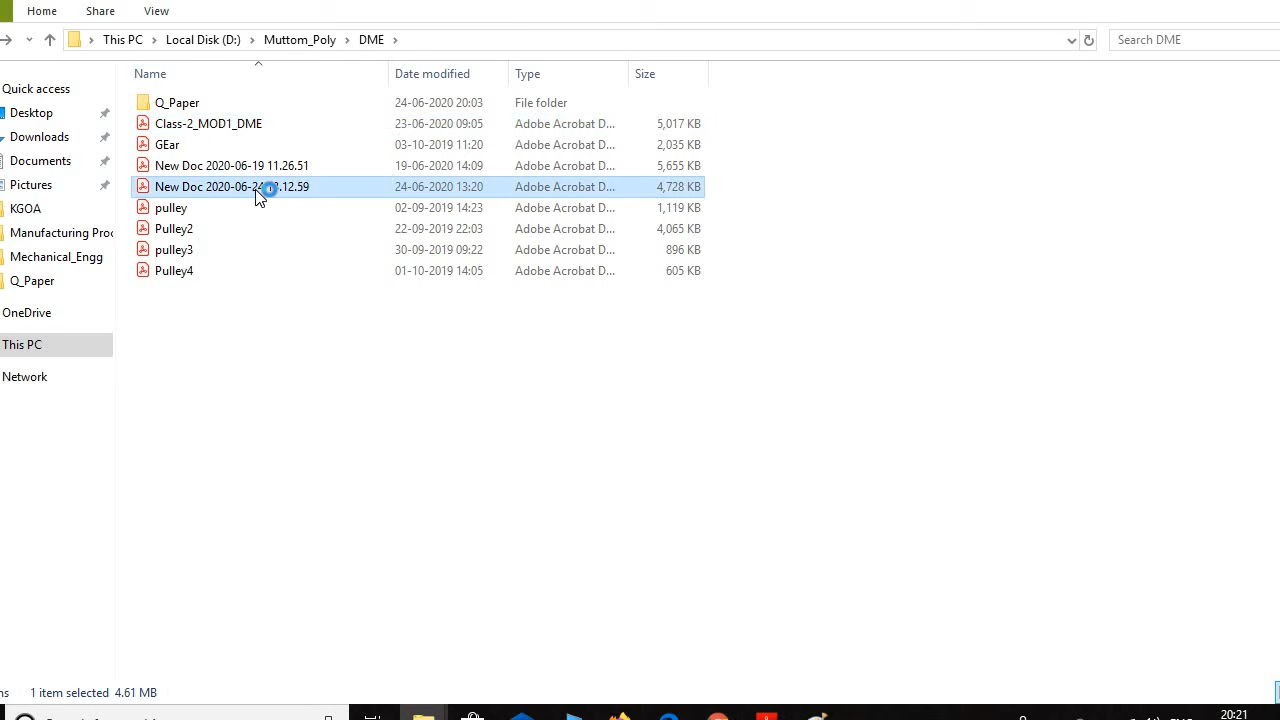 Home Share View
This PC Local Disk (D:) Muttom_Poly DME Search DME
Name Date modified Type Size
Quick access
Desktop
Downloads
Documents
Pictures
KGOA
Manufacturing Proc
Mechanical_Engg
Q_Paper
OneDrive
This PC
Network
Q_Paper 24-06-2020 20:03 File folder
Class-2_MOD1_DME 23-06-2020 09:05 Adobe Acrobat D... 5,017 KB
GEar 03-10-2019 11:20 Adobe Acrobat D... 2,035 KB
New Doc 2020-06-19 11.26.51 19-06-2020 14:09 Adobe Acrobat D... 5,655 KB
New Doc 2020-06-24 .12.59 24-06-2020 13:20 Adobe Acrobat D... 4,728 KB
pulley 02-09-2019 14:23 Adobe Acrobat D... 1,119 KB
Pulley2 22-09-2019 22:03 Adobe Acrobat D... 4,065 KB
pulley3 30-09-2019 09:22 Adobe Acrobat D... 896 KB
Pulley4 01-10-2019 14:05 Adobe Acrobat D... 605 KB
ns 1 item selected 4.61 MB
20:21